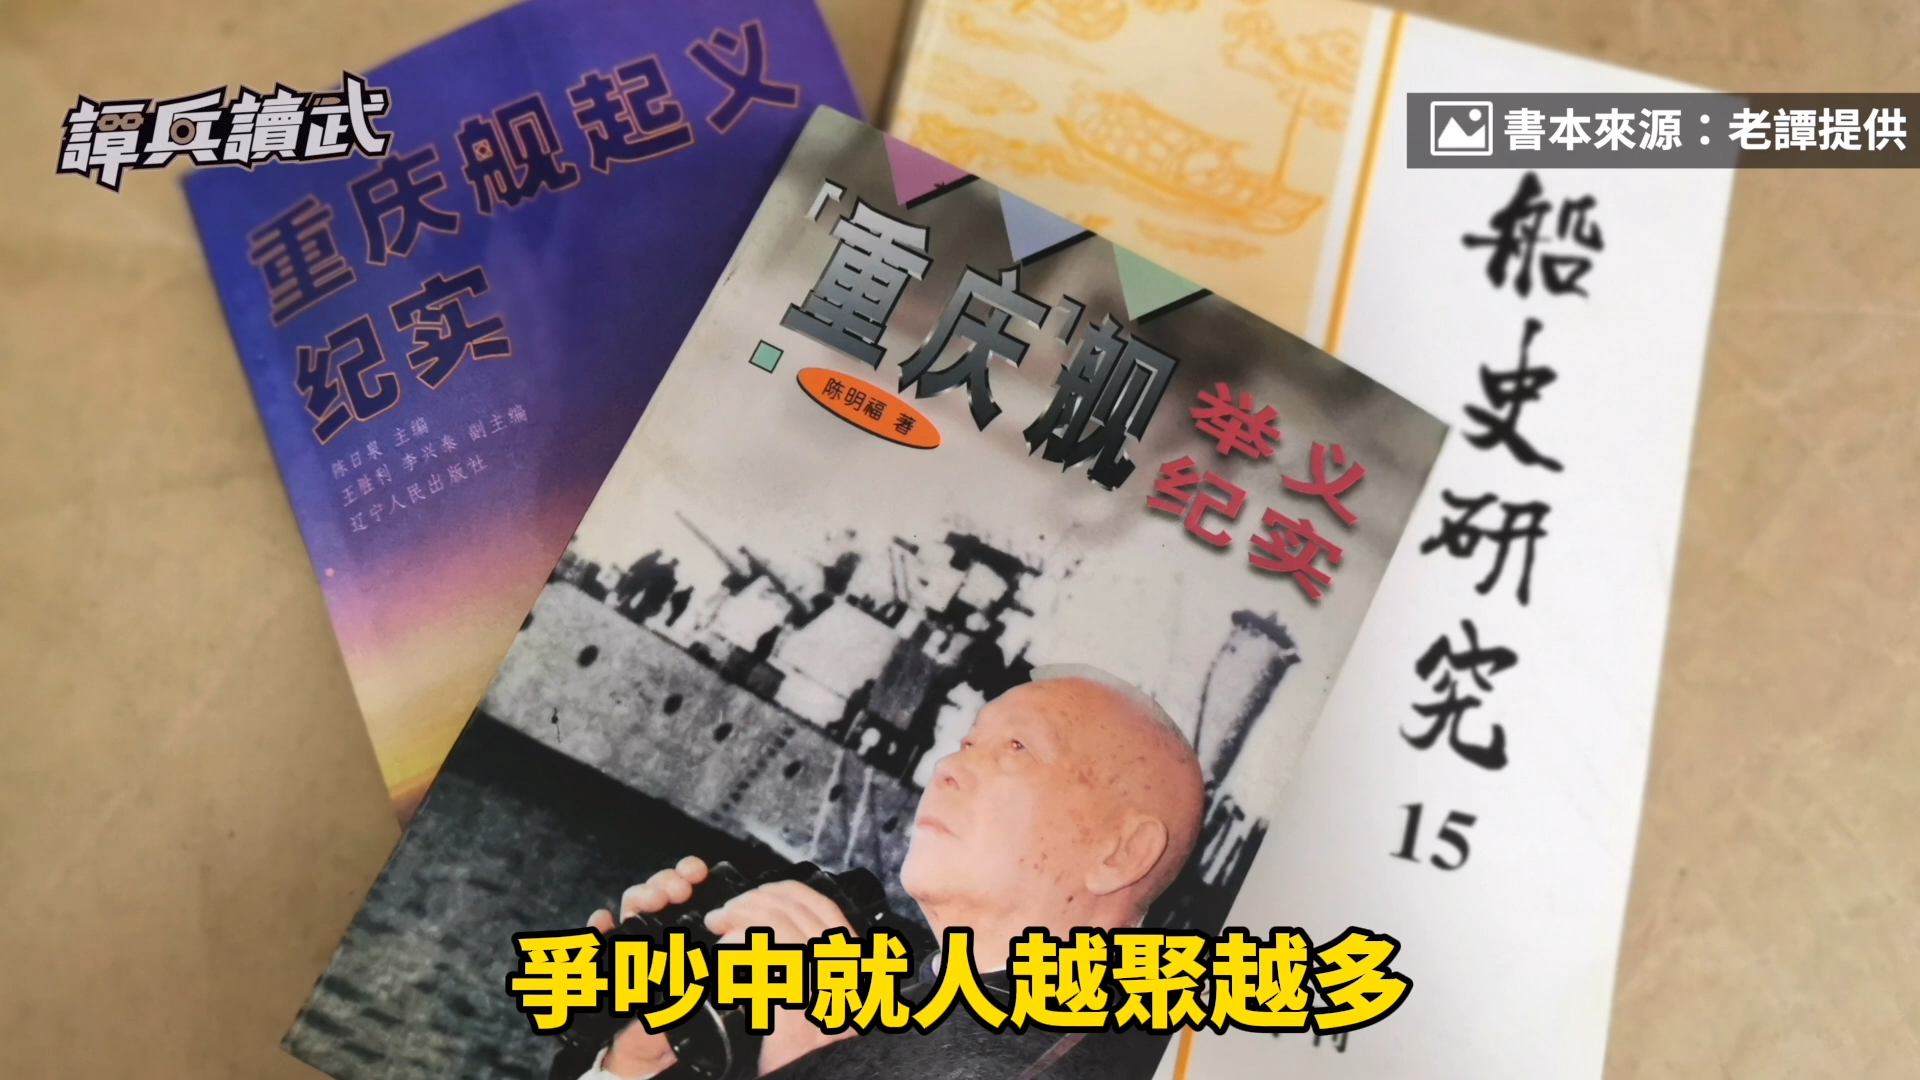 譚兵讀武
書本來源：老譚提供
重庆舰起义
纪实
陈日泉 主编
王胜利 李兴泰 副主编
辽宁人民出版社
「重庆」舰
举义
纪实
陈明福 著
船史研究
15
爭吵中就人越聚越多